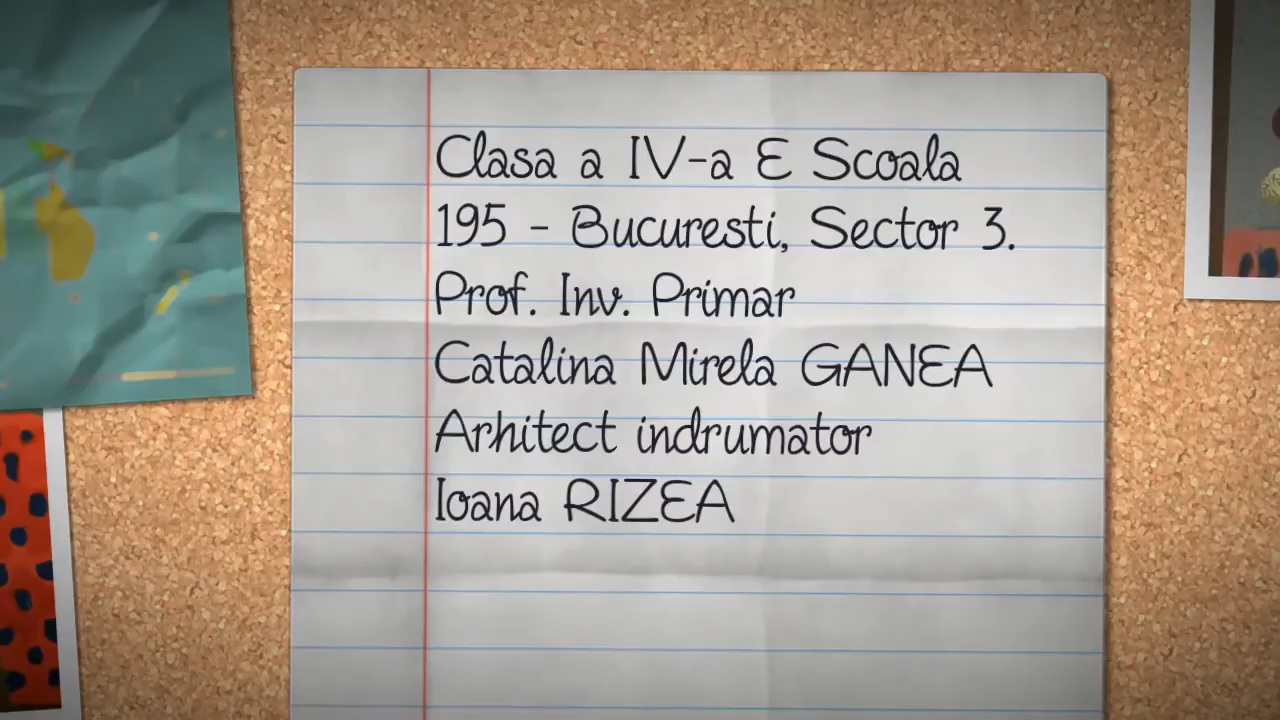 Clasa a IV-a E Scoala
195 - Bucuresti, Sector 3.
Prof. Inv. Primar
Catalina Mirela GANEA
Arhitect indrumator
Ioana RIZEA